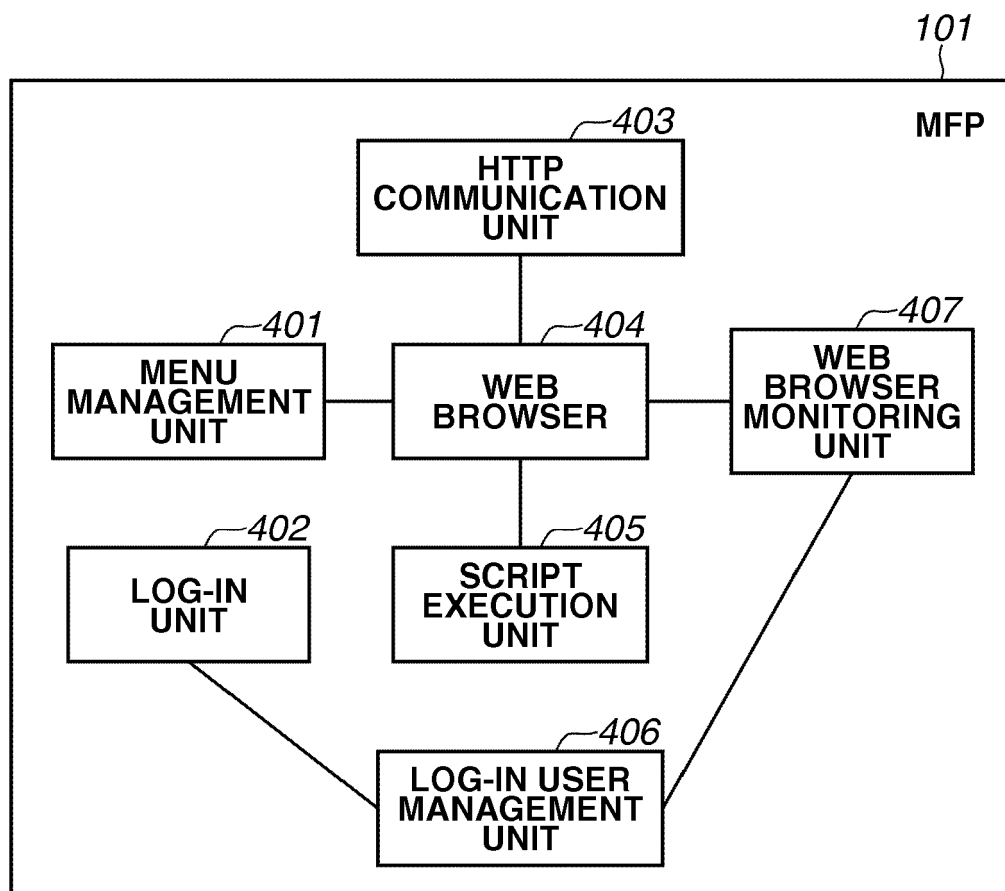 101
MFP
403
HTTP
COMMUNICATION
UNIT
401
MENU
MANAGEMENT
UNIT
404
WEB
BROWSER
407
WEB
BROWSER
MONITORING
UNIT
402
LOG-IN
UNIT
405
SCRIPT
EXECUTION
UNIT
406
LOG-IN USER
MANAGEMENT
UNIT